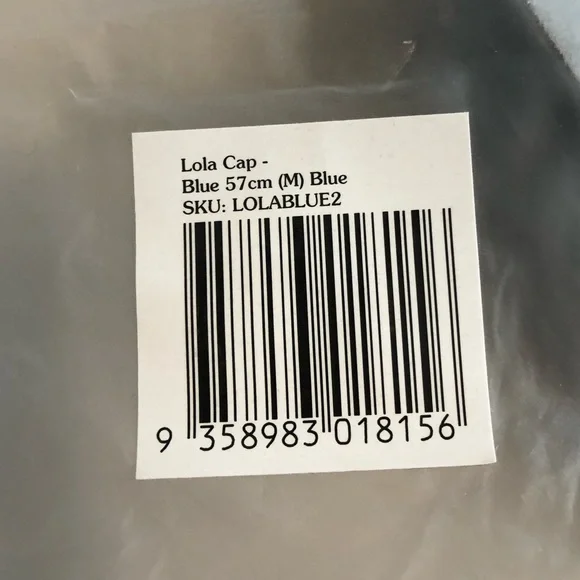 Lola Cap -
Blue 57cm (M) Blue
SKU: LOLABLUE2
9 358983 018156